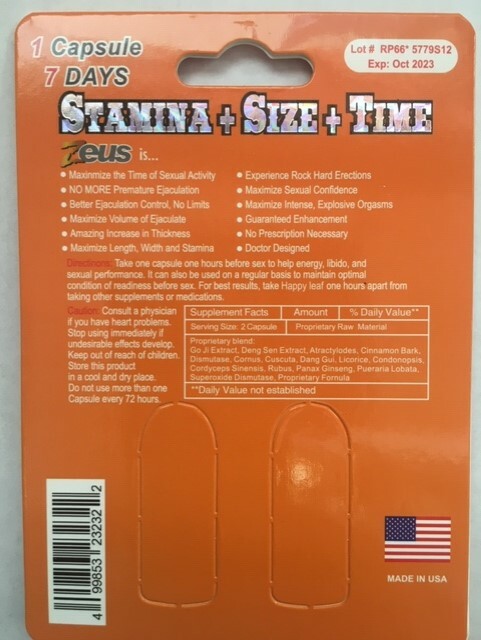 1 Capsule
7 DAYS
Lot # RP66* 5779S12
Exp: Oct 2023
STAMINA + SIZE + TIME
Zeus is...
• Maxinmize the Time of Sexual Activity
• NO MORE Premature Ejaculation
• Better Ejaculation Control, No Limits
• Maximize Volume of Ejaculate
• Amazing Increase in Thickness
• Maximize Length, Width and Stamina
• Experience Rock Hard Erections
• Maximize Sexual Confidence
• Maximize Intense, Explosive Orgasms
• Guaranteed Enhancement
• No Prescription Necessary
• Doctor Designed
Directinons: Take one capsule one hours before sex to help energy, libido, and
sexual performance. It can also be used on a regular basis to maintain optimal
condition of readiness before sex. For best results, take Happy leaf one hours apart from
taking other supplements or medications.
Caution: Consult a physician
if you have heart problems.
Stop using immediately if
undesirable effects develop.
Keep out of reach of children.
Store this product
in a cool and dry place.
Do not use more than one
Capsule every 72 hours.
Supplement Facts Amount % Daily Value**
Serving Size: 2 Capsule Proprietary Raw Material
Proprietary blend:
Go Ji Extract, Deng Sen Extract, Atractylodes, Cinnamon Bark,
Dismutase, Cornus, Cuscuta, Dang Gui, Licorice, Condonopsis,
Cordyceps Sinensis, Rubus, Panax Ginseng, Pueraria Lobata,
Superoxide Dismutase, Proprietary Formula
**Daily Value not established
4 99853 23232 2
MADE IN USA